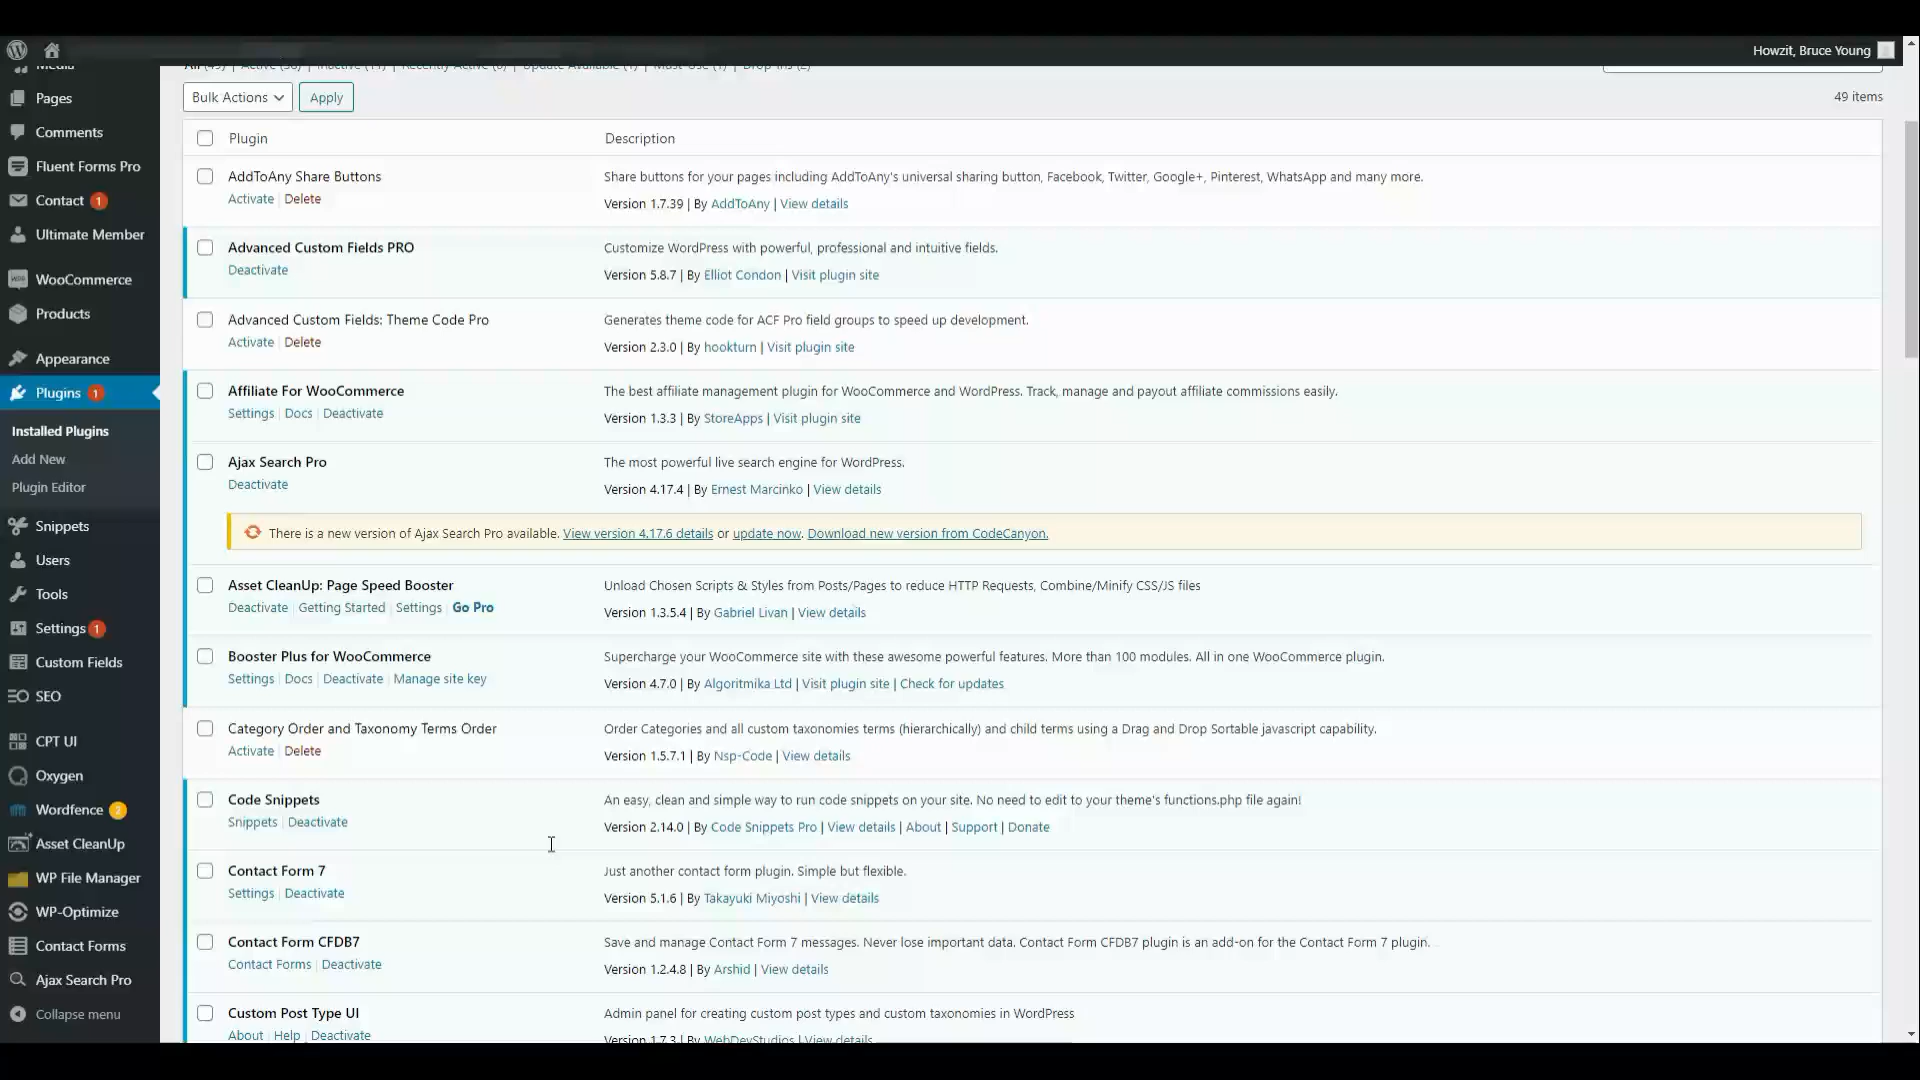 Howzit, Bruce Young
Media
Pages
Comments
Fluent Forms Pro
Contact 1
Ultimate Member
WooCommerce
Products
Appearance
Plugins 1
Installed Plugins
Add New
Plugin Editor
Snippets
Users
Tools
Settings 1
Custom Fields
SEO
CPT UI
Oxygen
Wordfence 2
Asset CleanUp
WP File Manager
WP-Optimize
Contact Forms
Ajax Search Pro
Collapse menu
Bulk Actions Apply 49 items
Plugin Description
AddToAny Share Buttons
Activate | Delete
Share buttons for your pages including AddToAny's universal sharing button, Facebook, Twitter, Google+, Pinterest, WhatsApp and many more.
Version 1.7.39 | By AddToAny | View details
Advanced Custom Fields PRO
Deactivate
Customize WordPress with powerful, professional and intuitive fields.
Version 5.8.7 | By Elliot Condon | Visit plugin site
Advanced Custom Fields: Theme Code Pro
Activate | Delete
Generates theme code for ACF Pro field groups to speed up development.
Version 2.3.0 | By hookturn | Visit plugin site
Affiliate For WooCommerce
Settings | Docs | Deactivate
The best affiliate management plugin for WooCommerce and WordPress. Track, manage and payout affiliate commissions easily.
Version 1.3.3 | By StoreApps | Visit plugin site
Ajax Search Pro
Deactivate
The most powerful live search engine for WordPress.
Version 4.17.4 | By Ernest Marcinko | View details
There is a new version of Ajax Search Pro available. View version 4.17.6 details or update now. Download new version from CodeCanyon.
Asset CleanUp: Page Speed Booster
Deactivate | Getting Started | Settings | Go Pro
Unload Chosen Scripts & Styles from Posts/Pages to reduce HTTP Requests, Combine/Minify CSS/JS files
Version 1.3.5.4 | By Gabriel Livan | View details
Booster Plus for WooCommerce
Settings | Docs | Deactivate | Manage site key
Supercharge your WooCommerce site with these awesome powerful features. More than 100 modules. All in one WooCommerce plugin.
Version 4.7.0 | By Algoritmika Ltd | Visit plugin site | Check for updates
Category Order and Taxonomy Terms Order
Activate | Delete
Order Categories and all custom taxonomies terms (hierarchically) and child terms using a Drag and Drop Sortable javascript capability.
Version 1.5.7.1 | By Nsp-Code | View details
Code Snippets
Snippets | Deactivate
An easy, clean and simple way to run code snippets on your site. No need to edit to your theme's functions.php file again!
Version 2.14.0 | By Code Snippets Pro | View details | About | Support | Donate
Contact Form 7
Settings | Deactivate
Just another contact form plugin. Simple but flexible.
Version 5.1.6 | By Takayuki Miyoshi | View details
Contact Form CFDB7
Contact Forms | Deactivate
Save and manage Contact Form 7 messages. Never lose important data. Contact Form CFDB7 plugin is an add-on for the Contact Form 7 plugin.
Version 1.2.4.8 | By Arshid | View details
Custom Post Type UI
About | Help | Deactivate
Admin panel for creating custom post types and custom taxonomies in WordPress
Version 1.7.3 | By WebDevStudios | View details